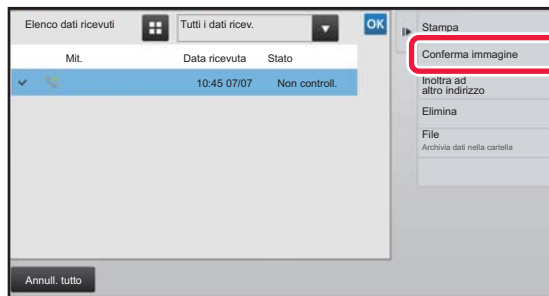 Elenco dati ricevuti
Tutti i dati ricev.
OK
Mit.
Data ricevuta
Stato
10:45 07/07
Non controll.
Annull. tutto
Stampa
Conferma immagine
Inoltra ad
altro indirizzo
Elimina
File
Archivia dati nella cartella